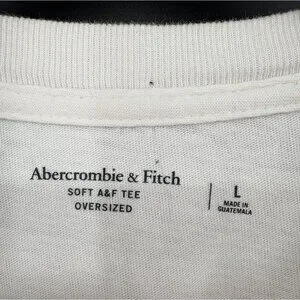 Abercrombie & Fitch
SOFT A&F TEE
OVERSIZED
L
MADE IN
GUATEMALA